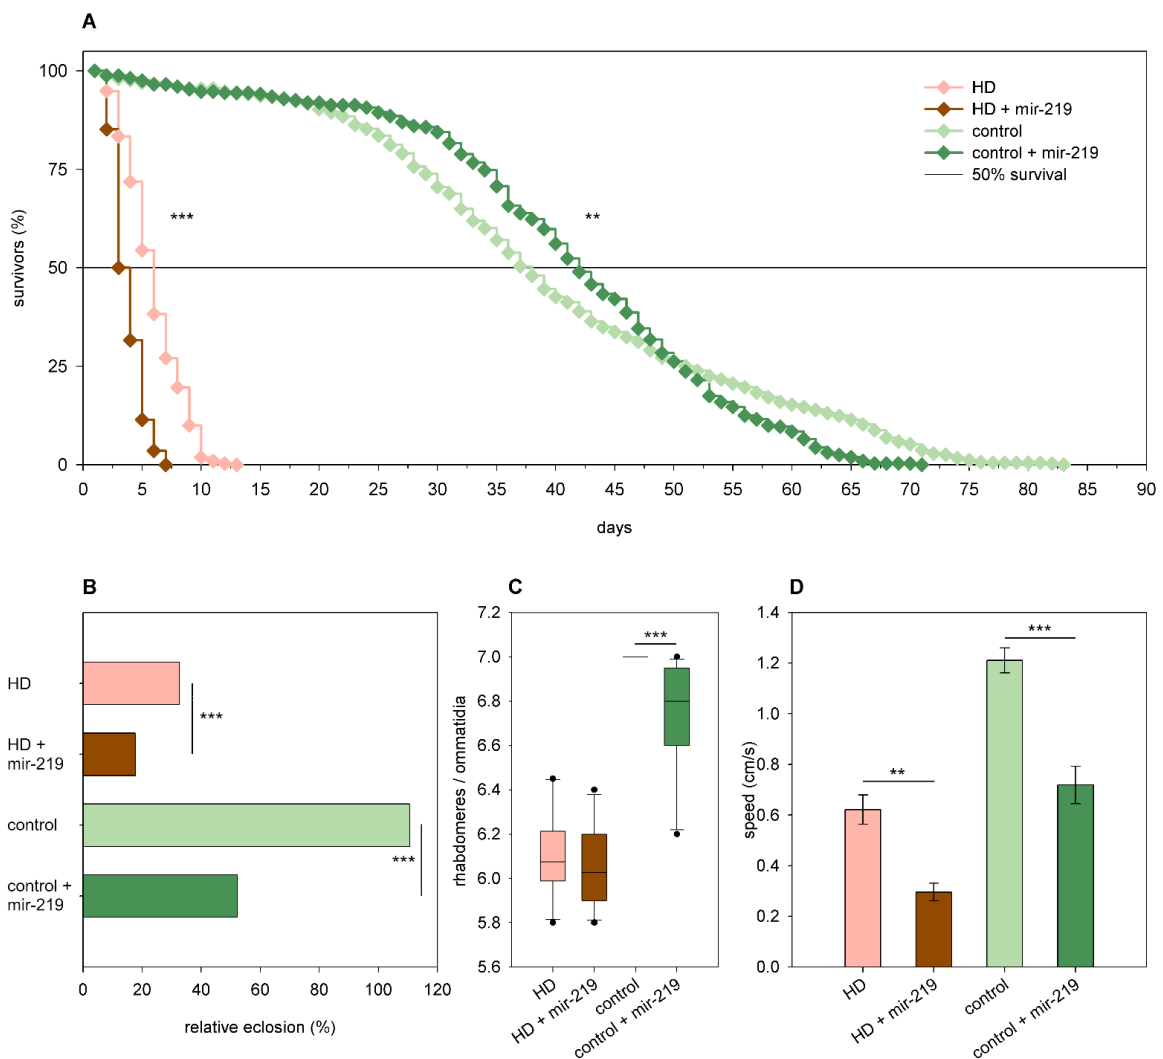 A
100
75
50
25
0
survivors (%)
***
**
HD
HD + mir-219
control
control + mir-219
50% survival
0 5 10 15 20 25 30 35 40 45 50 55 60 65 70 75 80 85 90
days
B
HD
HD +
mir-219
control
control +
mir-219
***
***
0 20 40 60 80 100 120
relative eclosion (%)
C
7.2
7.0
6.8
6.6
6.4
6.2
6.0
5.8
5.6
rhabdomeres / ommatidia
***
HD
HD + mir-219
control
control + mir-219
D
1.4
1.2
1.0
0.8
0.6
0.4
0.2
0.0
speed (cm/s)
**
***
HD
HD + mir-219
control
control + mir-219